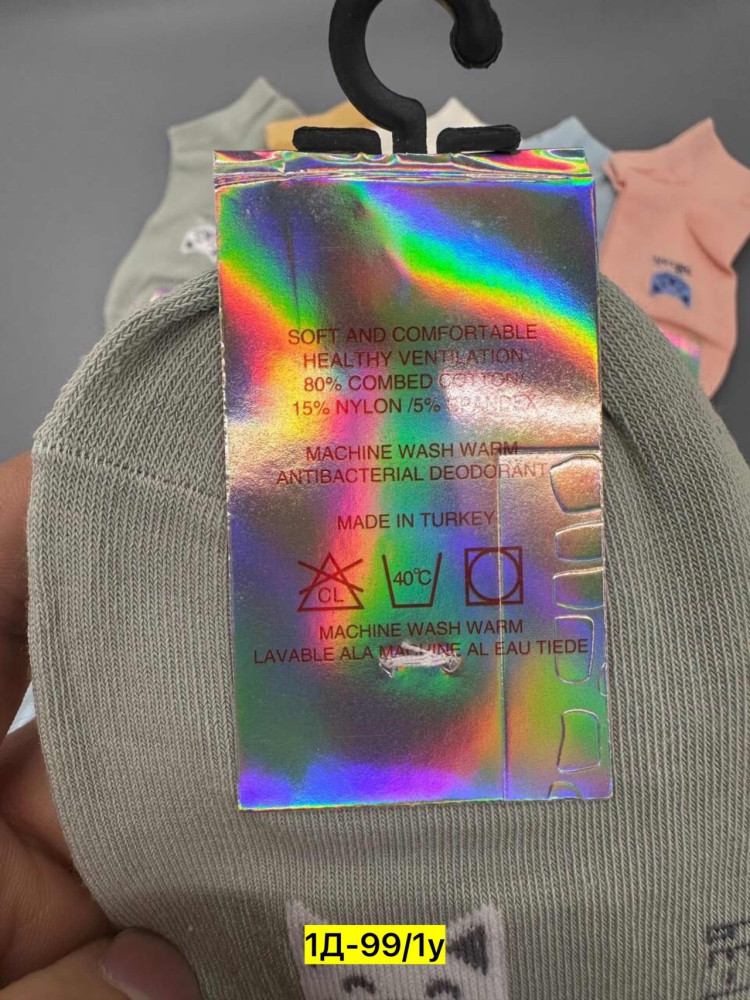 SOFT AND COMFORTABLE
HEALTHY VENTILATION
80% COMBED COTTON/
15% NYLON /5% SPANDEX
MACHINE WASH WARM
ANTIBACTERIAL DEODORANT
MADE IN TURKEY
CL
40°C
MACHINE WASH WARM
LAVABLE ALA MACHINE AL EAU TIEDE
1Д-99/1у